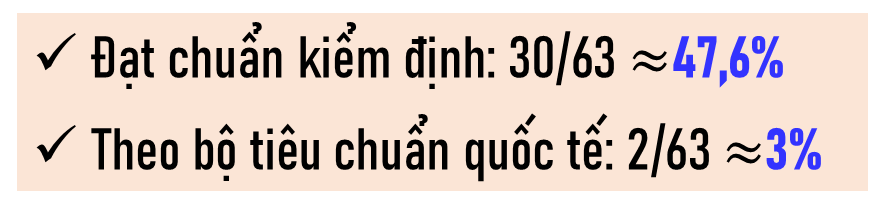 ✓ Đạt chuẩn kiểm định: 30/63 ≈47,6%
✓ Theo bộ tiêu chuẩn quốc tế: 2/63 ≈3%